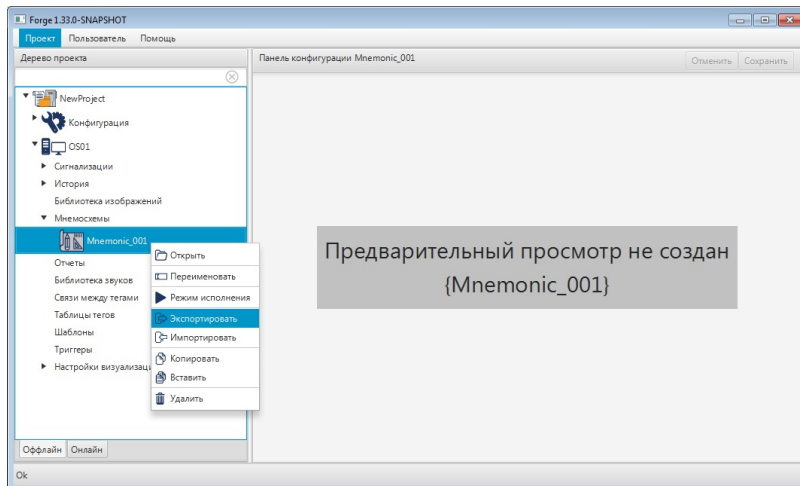 Forge 1.33.0-SNAPSHOT
Проект Пользователь Помощь
Дерево проекта
Панель конфигурации Mnemonic_001
Отменить Сохранить
NewProject
Конфигурация
OS01
Сигнализации
История
Библиотека изображений
Мнемосхемы
Mnemonic_001
Отчеты
Библиотека звуков
Связи между тегами
Таблицы тегов
Шаблоны
Триггеры
Настройки визуализаци
Открыть
Переименовать
Режим исполнения
Экспортировать
Импортировать
Копировать
Вставить
Удалить
Предварительный просмотр не создан
{Mnemonic_001}
Оффлайн Онлайн
Ok